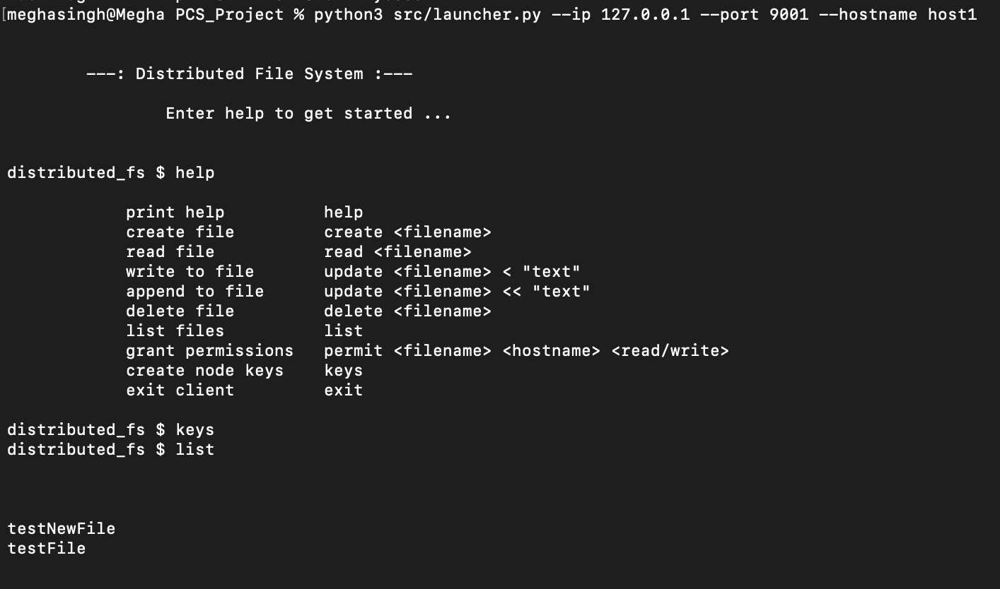 [meghasingh@Megha PCS_Project % python3 src/launcher.py --ip 127.0.0.1 --port 9001 --hostname host1
---: Distributed File System :---
Enter help to get started ...
distributed_fs $ help
print help help
create file create <filename>
read file read <filename>
write to file update <filename> < "text"
append to file update <filename> << "text"
delete file delete <filename>
list files list
grant permissions permit <filename> <hostname> <read/write>
create node keys keys
exit client exit
distributed_fs $ keys
distributed_fs $ list
testNewFile
testFile